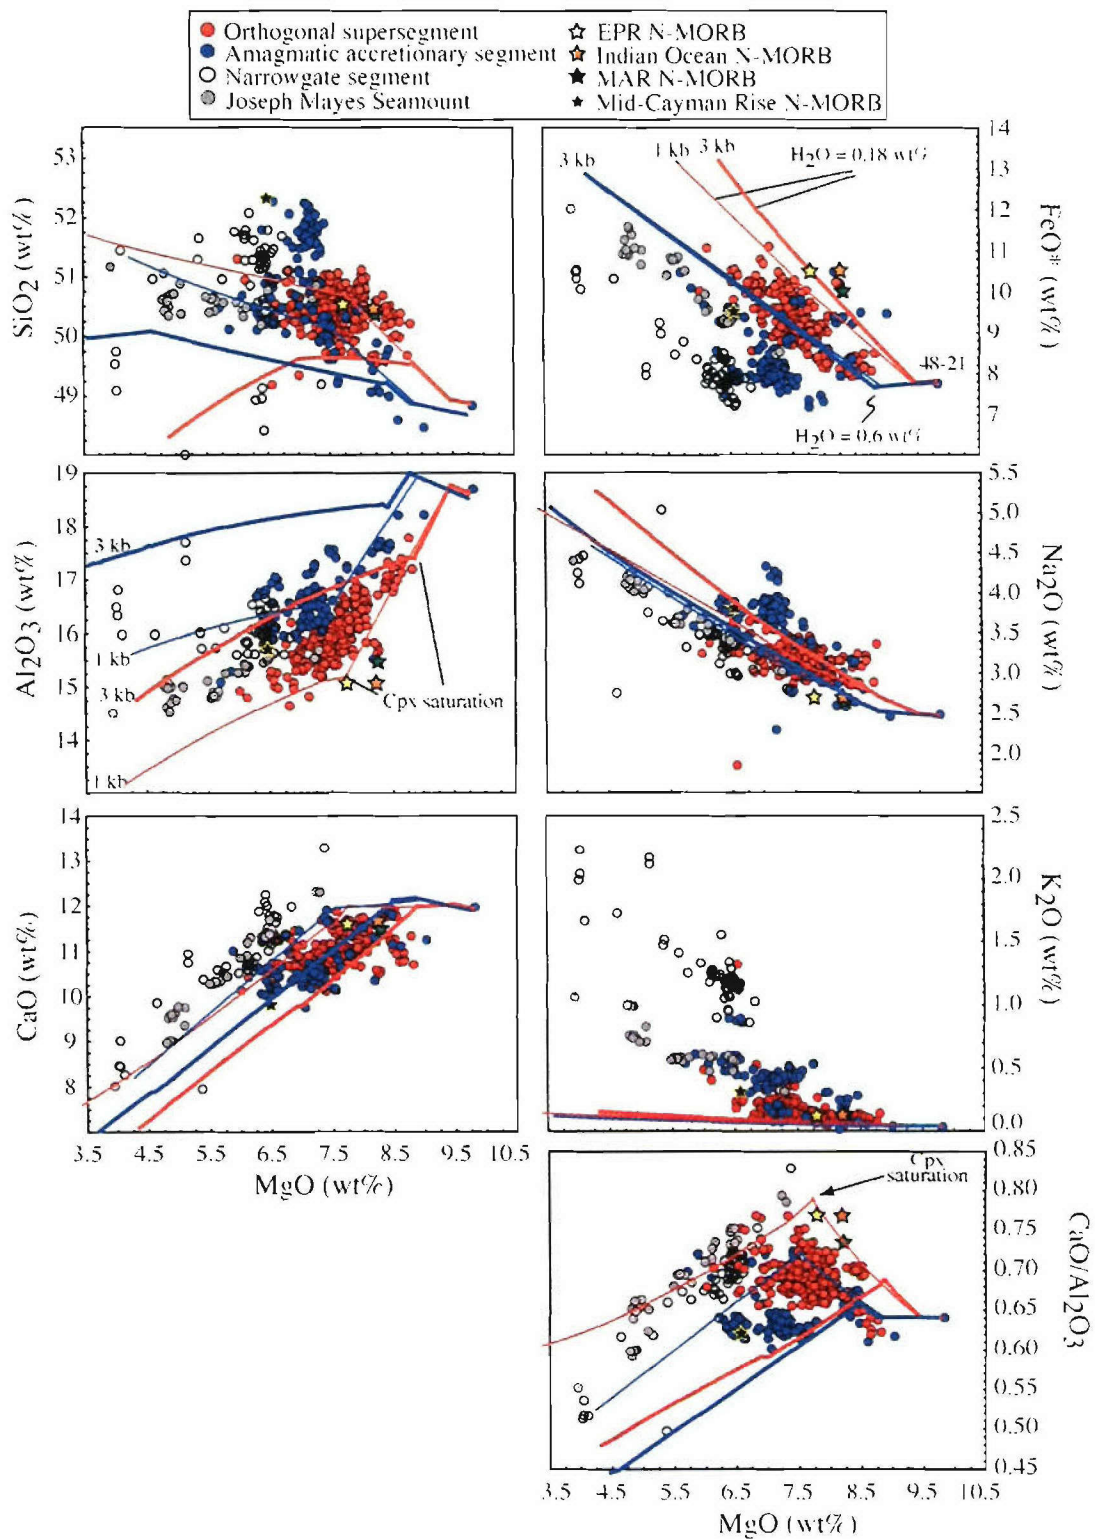 Orthogonal supersegment
Amagmatic accretionary segment
Narrowgate segment
Joseph Mayes Seamount
EPR N-MORB
Indian Ocean N-MORB
MAR N-MORB
Mid-Cayman Rise N-MORB
SiO2 (wt%)
53
52
51
50
49
FeO* (wt%)
14
13
12
11
10
9
8
7
3 kb
1 kb
3 kb
H2O = 0.18 wt%
48-21
H2O = 0.6 wt%
Al2O3 (wt%)
19
18
17
16
15
14
3 kb
1 kb
3 kb
1 kb
Cpx saturation
Na2O (wt%)
5.5
5.0
4.5
4.0
3.5
3.0
2.5
2.0
CaO (wt%)
14
13
12
11
10
9
8
3.5 4.5 5.5 6.5 7.5 8.5 9.5 10.5
MgO (wt%)
K2O (wt%)
2.5
2.0
1.5
1.0
0.5
0.0
Cpx
saturation
CaO/Al2O3
0.85
0.80
0.75
0.70
0.65
0.60
0.55
0.50
0.45
3.5 4.5 5.5 6.5 7.5 8.5 9.5 10.5
MgO (wt%)